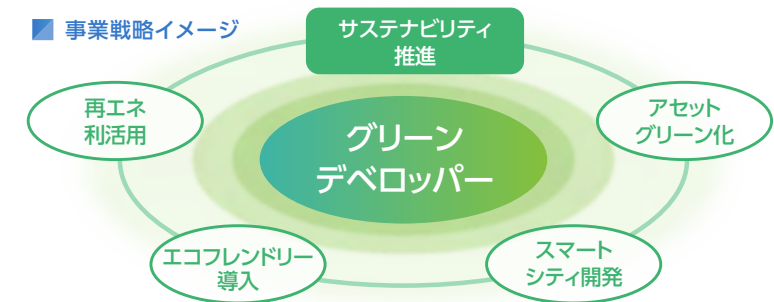 事業戦略イメージ
サステナビリティ
推進
再エネ
利活用
アセット
グリーン化
グリーン
デベロッパー
エコフレンドリー
導入
スマート
シティ開発